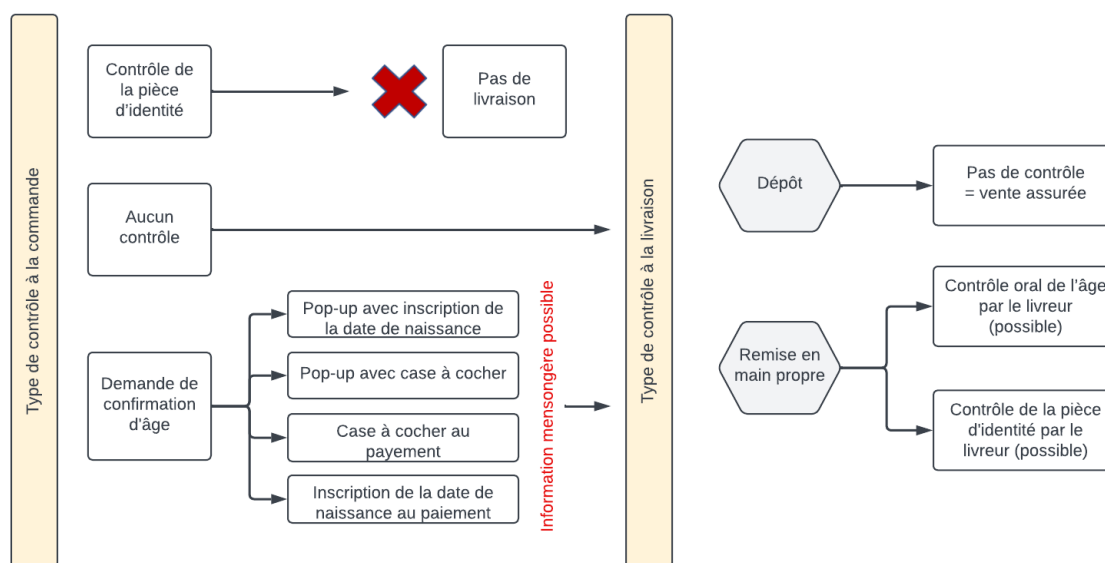 Type de contrôle à la commande
Contrôle de
la pièce
d'identité
Pas de
livraison
Aucun
contrôle
Demande de
confirmation
d'âge
Pop-up avec inscription de
la date de naissance
Pop-up avec case à cocher
Case à cocher au
payement
Inscription de la date de
naissance au paiement
Information mensongère possible
Type de contrôle à la livraison
Dépôt
Pas de contrôle
= vente assurée
Remise en
main propre
Contrôle oral de l'âge
par le livreur
(possible)
Contrôle de la pièce
d'identité par le
livreur (possible)